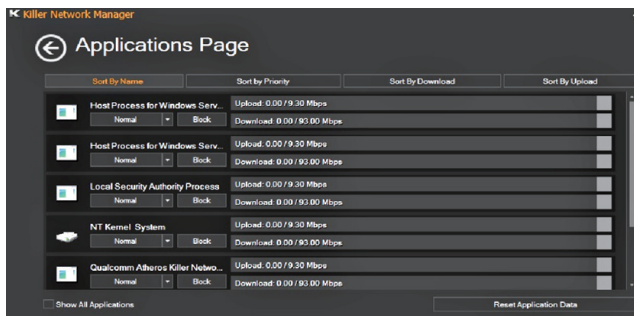 Killer Network Manager
Applications Page
Sort By Name
Sort by Priority
Sort By Download
Sort By Upload
Host Process for Windows Serv...
Normal
Block
Upload: 0.00 / 9.30 Mbps
Download: 0.00 / 93.00 Mbps
Host Process for Windows Serv...
Normal
Block
Upload: 0.00 / 9.30 Mbps
Download: 0.00 / 93.00 Mbps
Local Security Authority Process
Normal
Block
Upload: 0.00 / 9.30 Mbps
Download: 0.00 / 93.00 Mbps
NT Kernel System
Normal
Block
Upload: 0.00 / 9.30 Mbps
Download: 0.00 / 93.00 Mbps
Qualcomm Atheros Killer Netwo...
Normal
Block
Upload: 0.00 / 9.30 Mbps
Download: 0.00 / 93.00 Mbps
Show All Applications
Reset Application Data